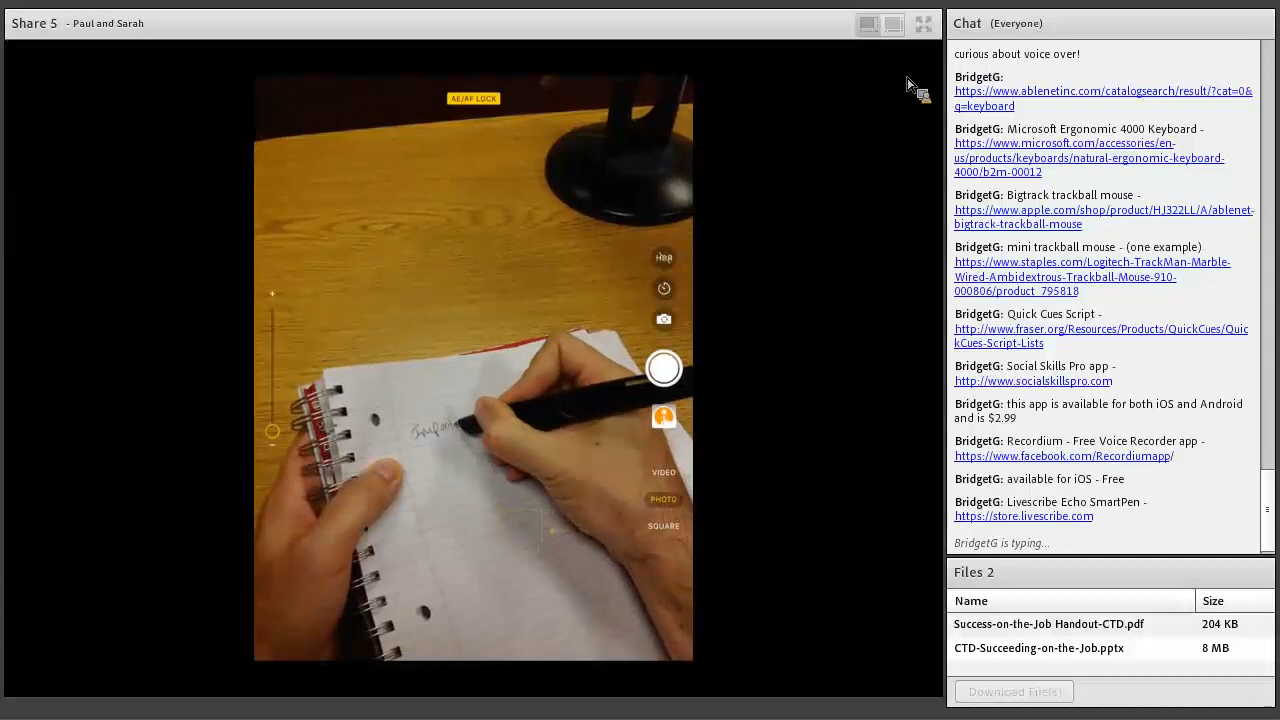 Share 5 - Paul and Sarah
AE/AF LOCK
HDR
VIDEO
PHOTO
SQUARE
Chat (Everyone)
curious about voice over!
BridgetG:
https://www.ablenetinc.com/catalogsearch/result/?cat=0&
q=keyboard
BridgetG: Microsoft Ergonomic 4000 Keyboard -
https://www.microsoft.com/accessories/en-
us/products/keyboards/natural-ergonomic-keyboard-
4000/b2m-00012
BridgetG: Bigtrack trackball mouse -
https://www.apple.com/shop/product/HJ322LL/A/ablenet-
bigtrack-trackball-mouse
BridgetG: mini trackball mouse - (one example)
https://www.staples.com/Logitech-TrackMan-Marble-
Wired-Ambidextrous-Trackball-Mouse-910-
000806/product_795818
BridgetG: Quick Cues Script -
http://www.fraser.org/Resources/Products/QuickCues/Quic
kCues-Script-Lists
BridgetG: Social Skills Pro app -
http://www.socialskillspro.com
BridgetG: this app is available for both iOS and Android
and is $2.99
BridgetG: Recordium - Free Voice Recorder app -
https://www.facebook.com/Recordiumapp/
BridgetG: available for iOS - Free
BridgetG: Livescribe Echo SmartPen -
https://store.livescribe.com
BridgetG is typing...
Files 2
Name Size
Success-on-the-Job Handout-CTD.pdf 204 KB
CTD-Succeeding-on-the-Job.pptx 8 MB
Download File(s)